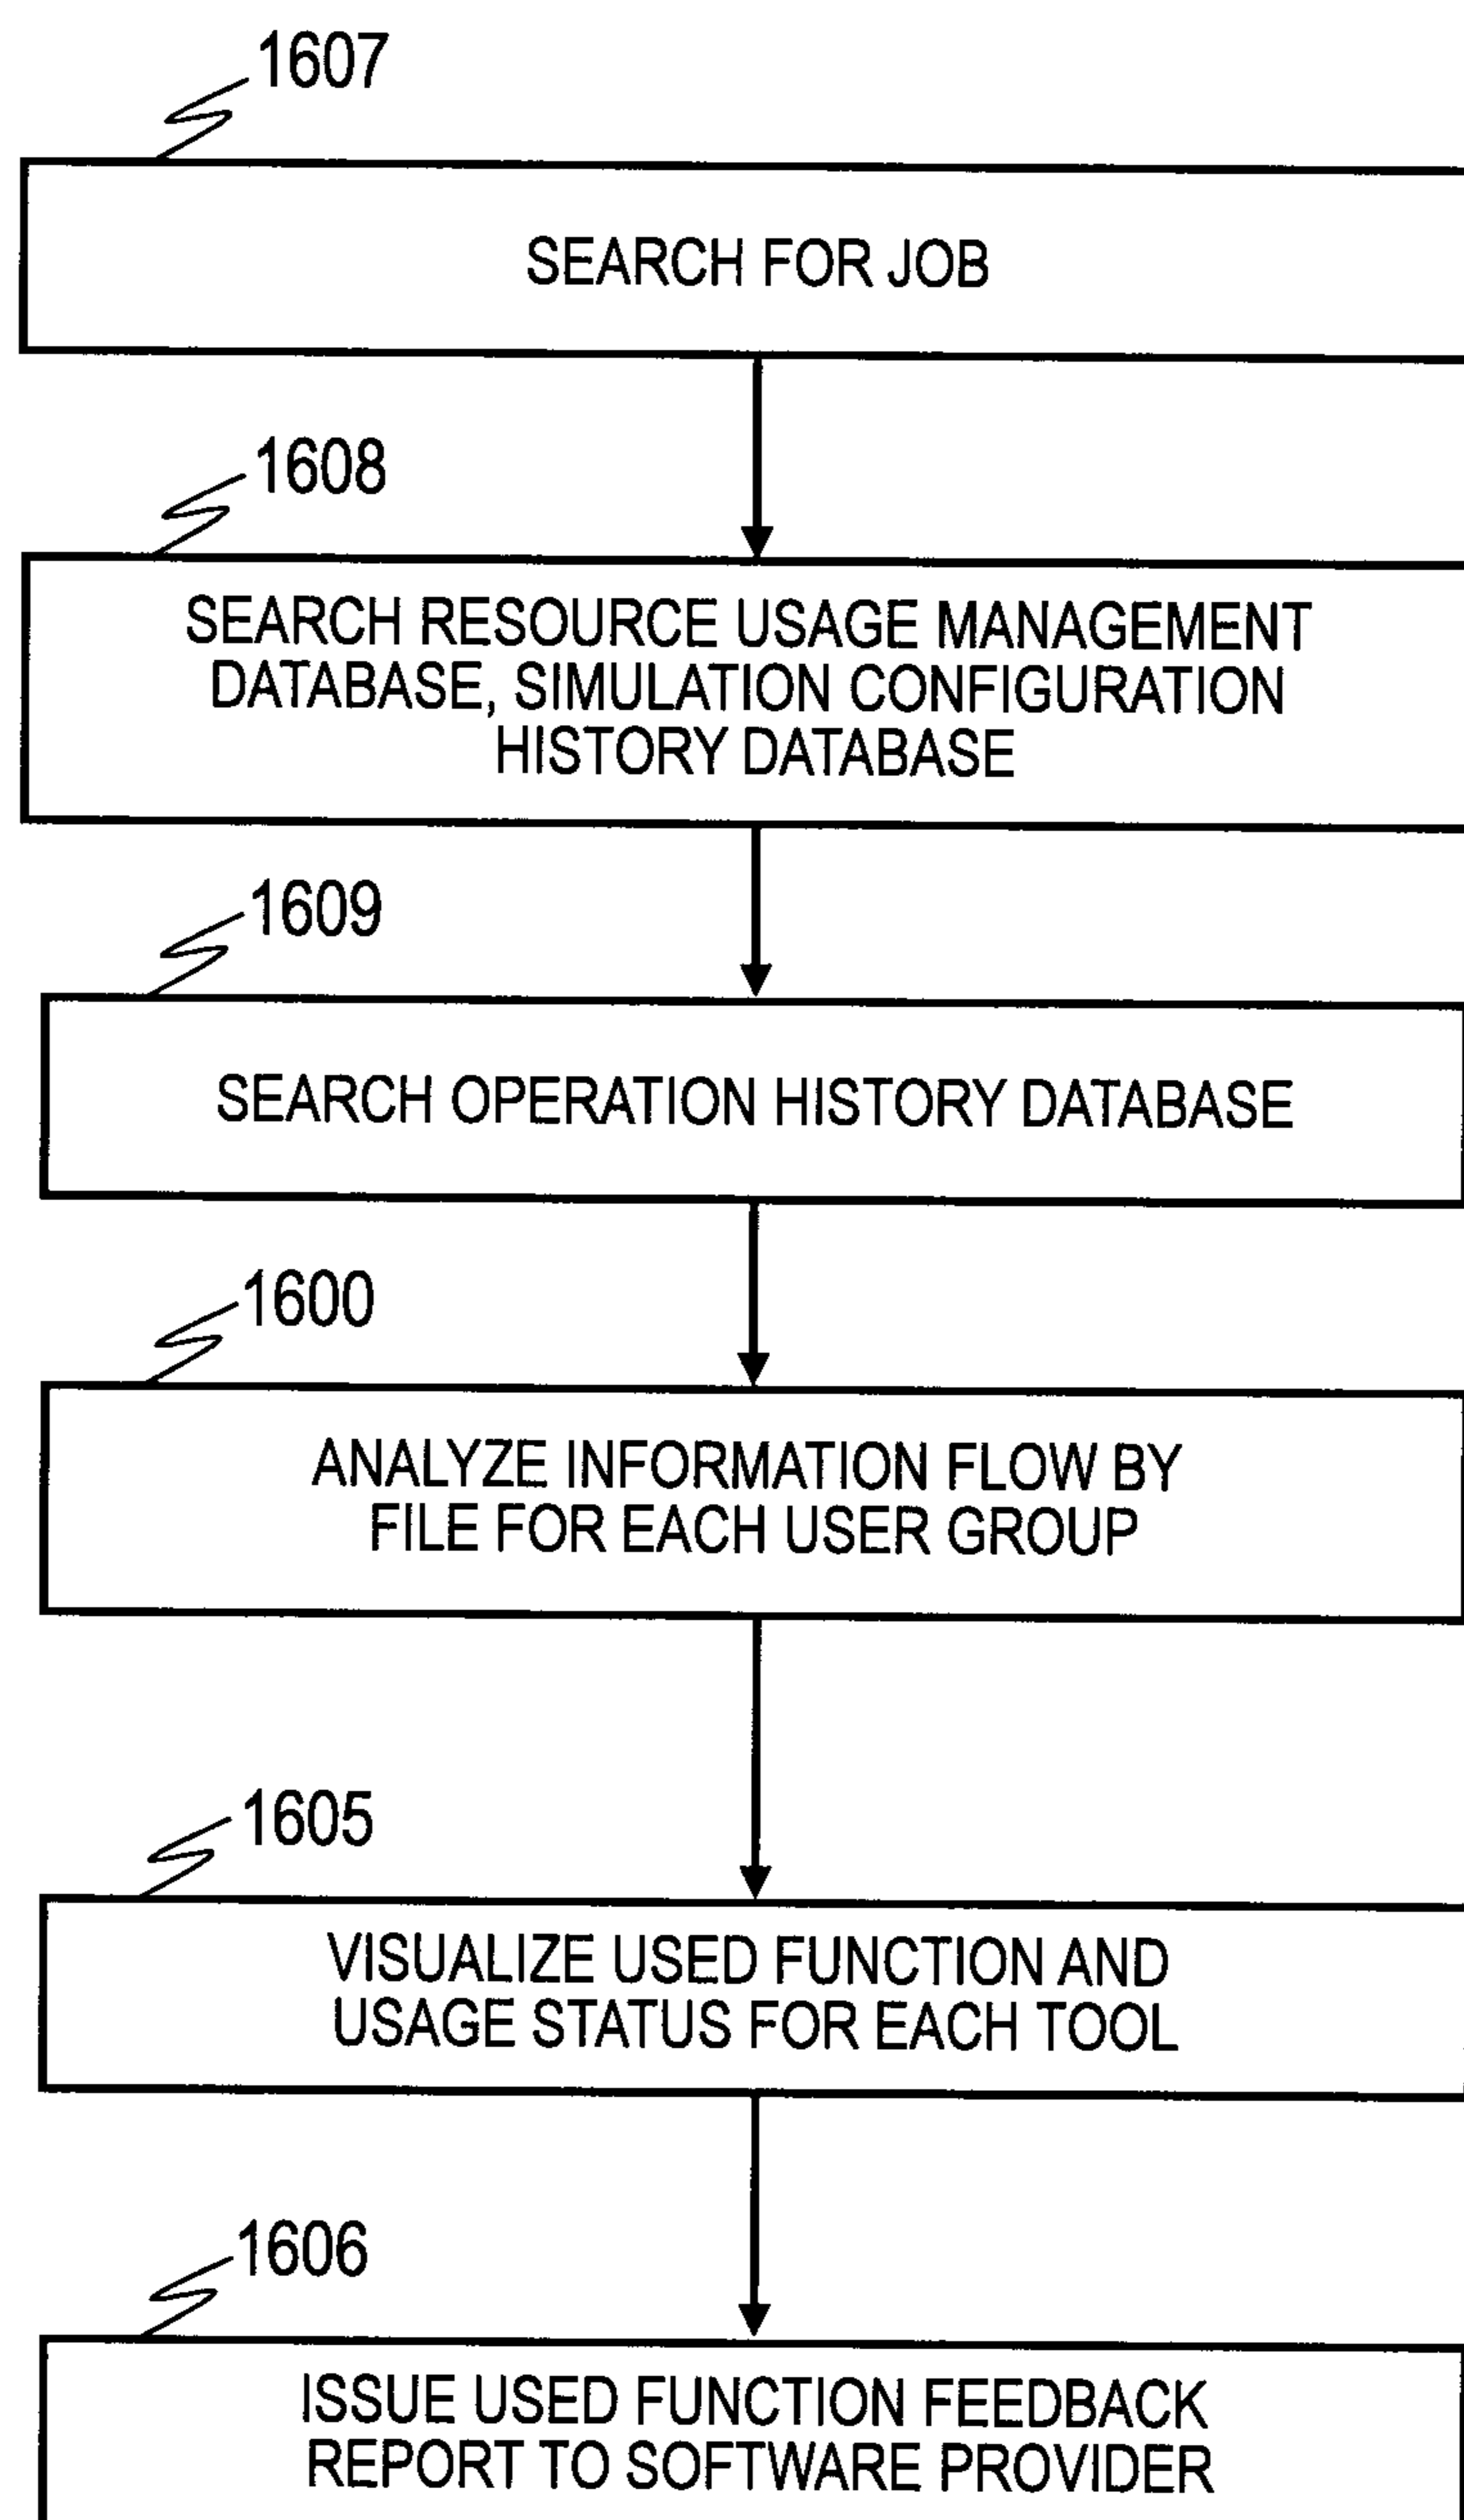 1607
SEARCH FOR JOB
1608
SEARCH RESOURCE USAGE MANAGEMENT
DATABASE, SIMULATION CONFIGURATION
HISTORY DATABASE
1609
SEARCH OPERATION HISTORY DATABASE
1600
ANALYZE INFORMATION FLOW BY
FILE FOR EACH USER GROUP
1605
VISUALIZE USED FUNCTION AND
USAGE STATUS FOR EACH TOOL
1606
ISSUE USED FUNCTION FEEDBACK
REPORT TO SOFTWARE PROVIDER